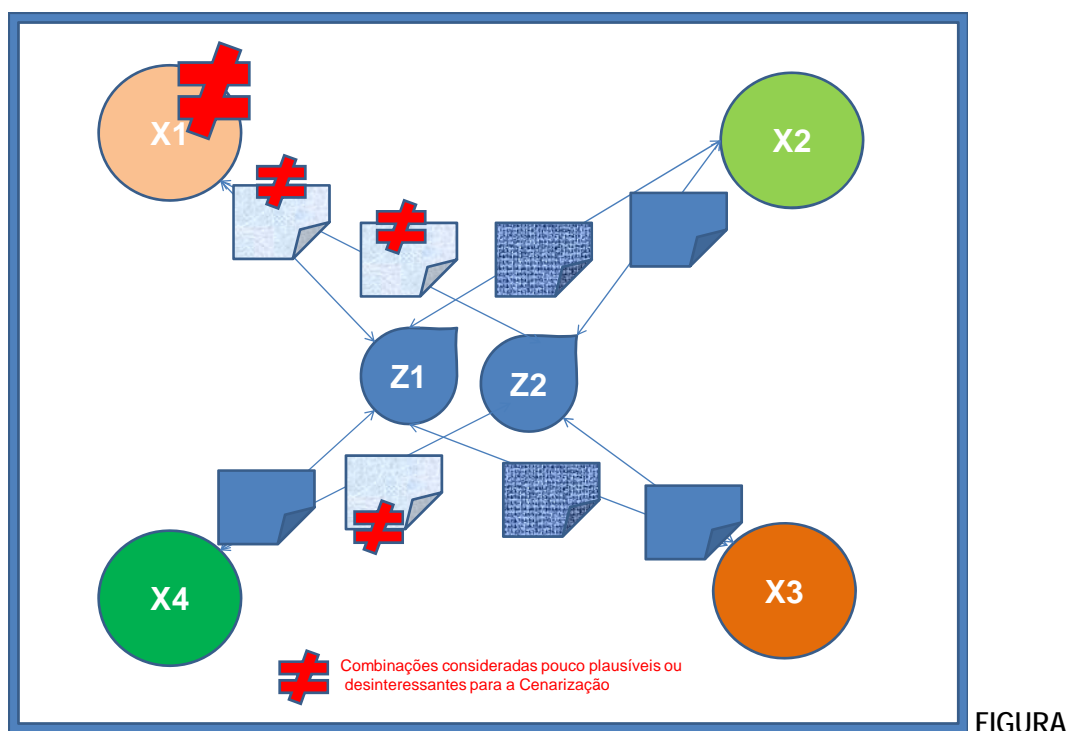 X1
X2
Z1
Z2
X4
X3
Combinações consideradas pouco plausíveis ou
desinteressantes para a Cenarização
FIGURA